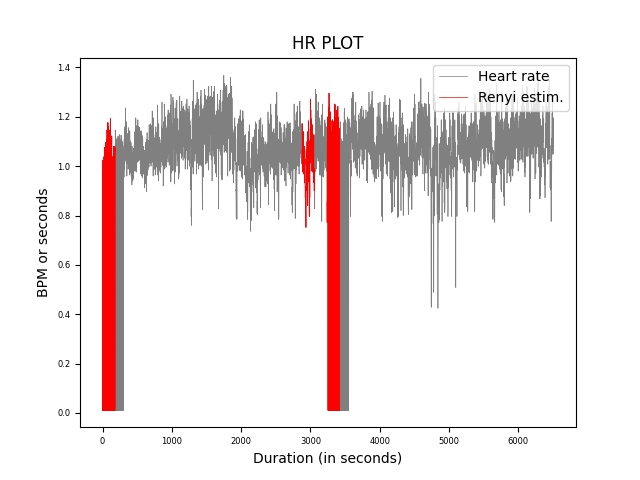 HR PLOT
Heart rate
Renyi estim.
BPM or seconds
1.4
1.2
1.0
0.8
0.6
0.4
0.2
0.0
0 1000 2000 3000 4000 5000 6000
Duration (in seconds)